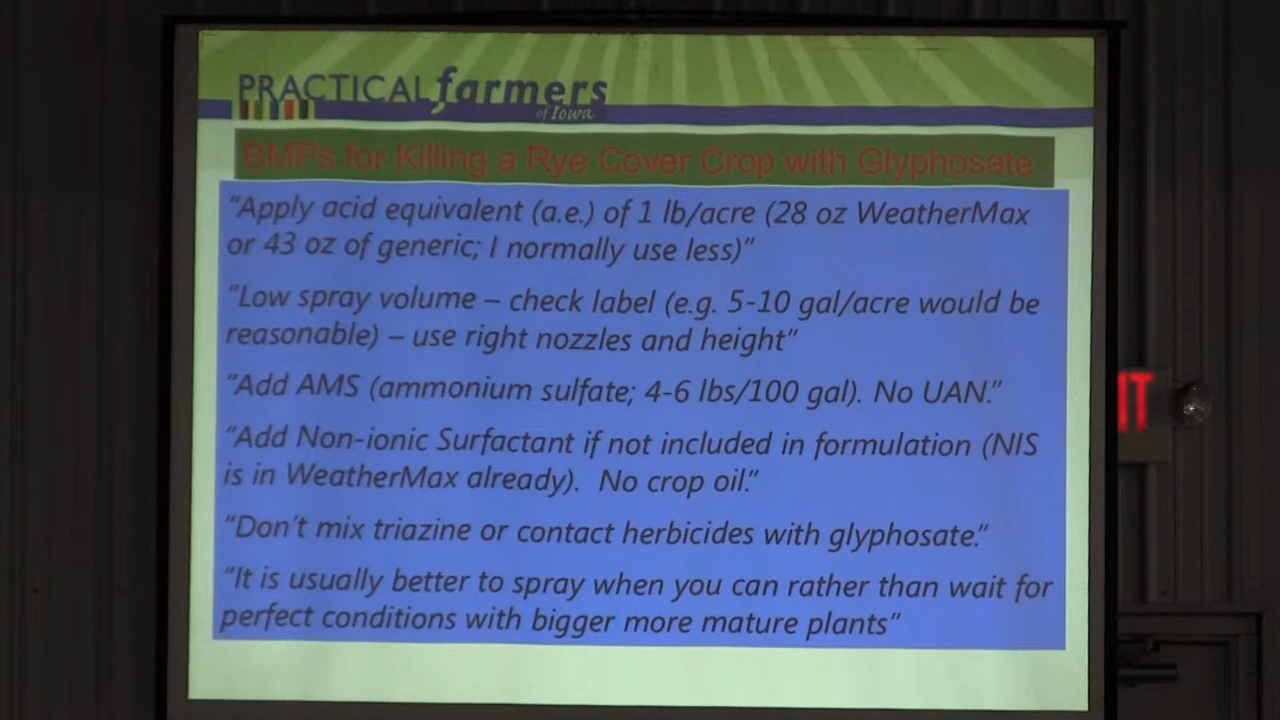 PRACTICAL farmers
of Iowa
BMPs for Killing a Rye Cover Crop with Glyphosate
"Apply acid equivalent (a.e.) of 1 lb/acre (28 oz WeatherMax
or 43 oz of generic; I normally use less)"
"Low spray volume – check label (e.g. 5-10 gal/acre would be
reasonable) – use right nozzles and height"
"Add AMS (ammonium sulfate; 4-6 lbs/100 gal). No UAN."
"Add Non-ionic Surfactant if not included in formulation (NIS
is in WeatherMax already). No crop oil."
"Don't mix triazine or contact herbicides with glyphosate."
"It is usually better to spray when you can rather than wait for
perfect conditions with bigger more mature plants"
IT